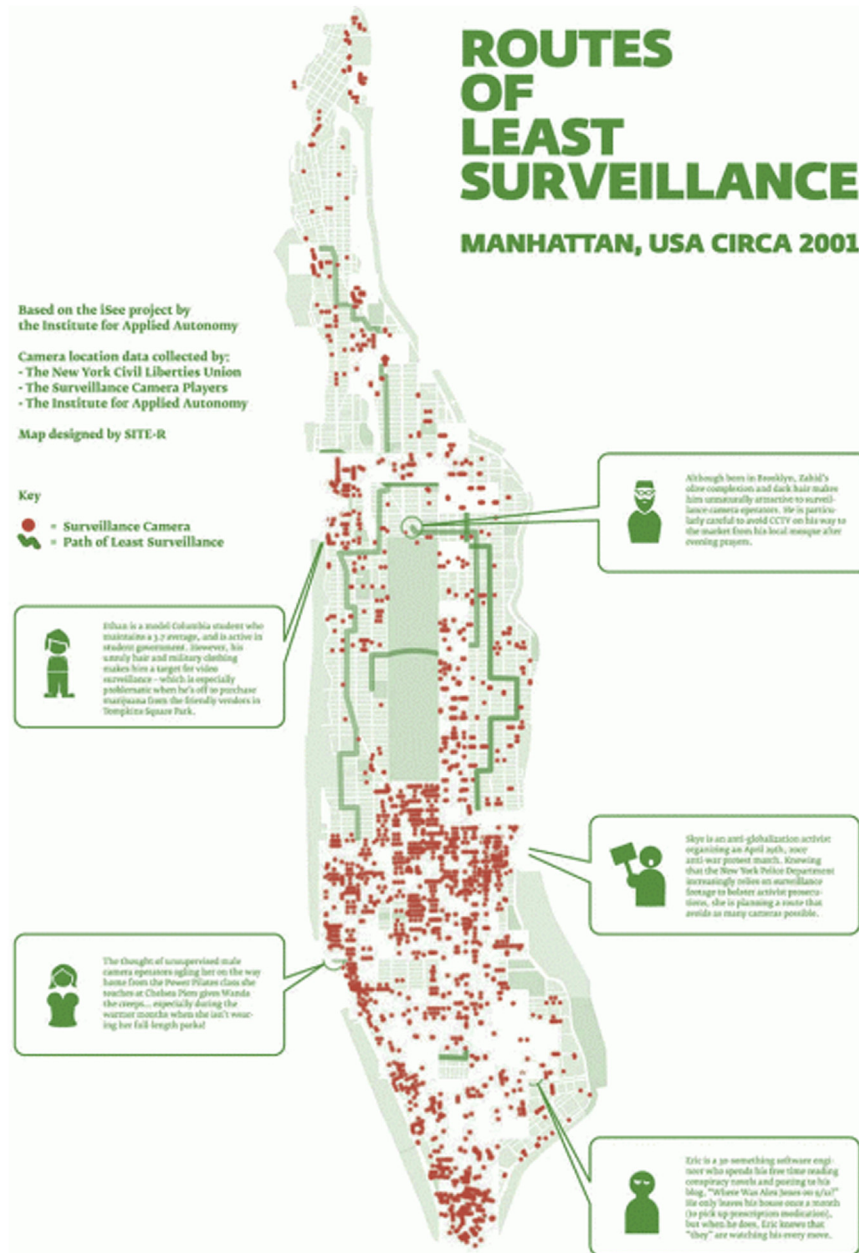 ROUTES
OF
LEAST
SURVEILLANCE
MANHATTAN, USA CIRCA 2001
Based on the iSee project by
the Institute for Applied Autonomy
Camera location data collected by:
- The New York Civil Liberties Union
- The Surveillance Camera Players
- The Institute for Applied Autonomy
Map designed by SITE-R
Key
= Surveillance Camera
= Path of Least Surveillance
Although born in Brooklyn, Zahid's
olive complexion and dark hair makes
him unnaturally attractive to surveil-
lance camera operators. He is particu-
larly careful to avoid CCTV on his way to
the market from his local mosque after
evening prayers.
Ethan is a model Columbia student who
maintains a 3.7 average, and is active in
student government. However, his
unruly hair and military clothing
makes him a target for video
surveillance - which is especially
problematic when he's off to purchase
marijuana from the friendly vendors in
Tompkins Square Park.
Skye is an anti-globalization activist
organizing an April 29th, 2007
anti-war protest march. Knowing
that the New York Police Department
increasingly relies on surveillance
footage to bolster activist prosecu-
tions, she is planning a route that
avoids as many cameras possible.
The thought of unsupervised male
camera operators ogling her on the way
home from the Power Pilates class she
teaches at Chelsea Piers gives Wanda
the creeps... especially during the
warmer months when she isn't wear-
ing her full-length parka!
Eric is a 30-something software engi-
neer who spends his free time reading
conspiracy novels and posting to his
blog, "Where Was Alex Jones on 9/11?"
He only leaves his house once a month
(to pick up prescription medication),
but when he does, Eric knows that
"they" are watching his every move.